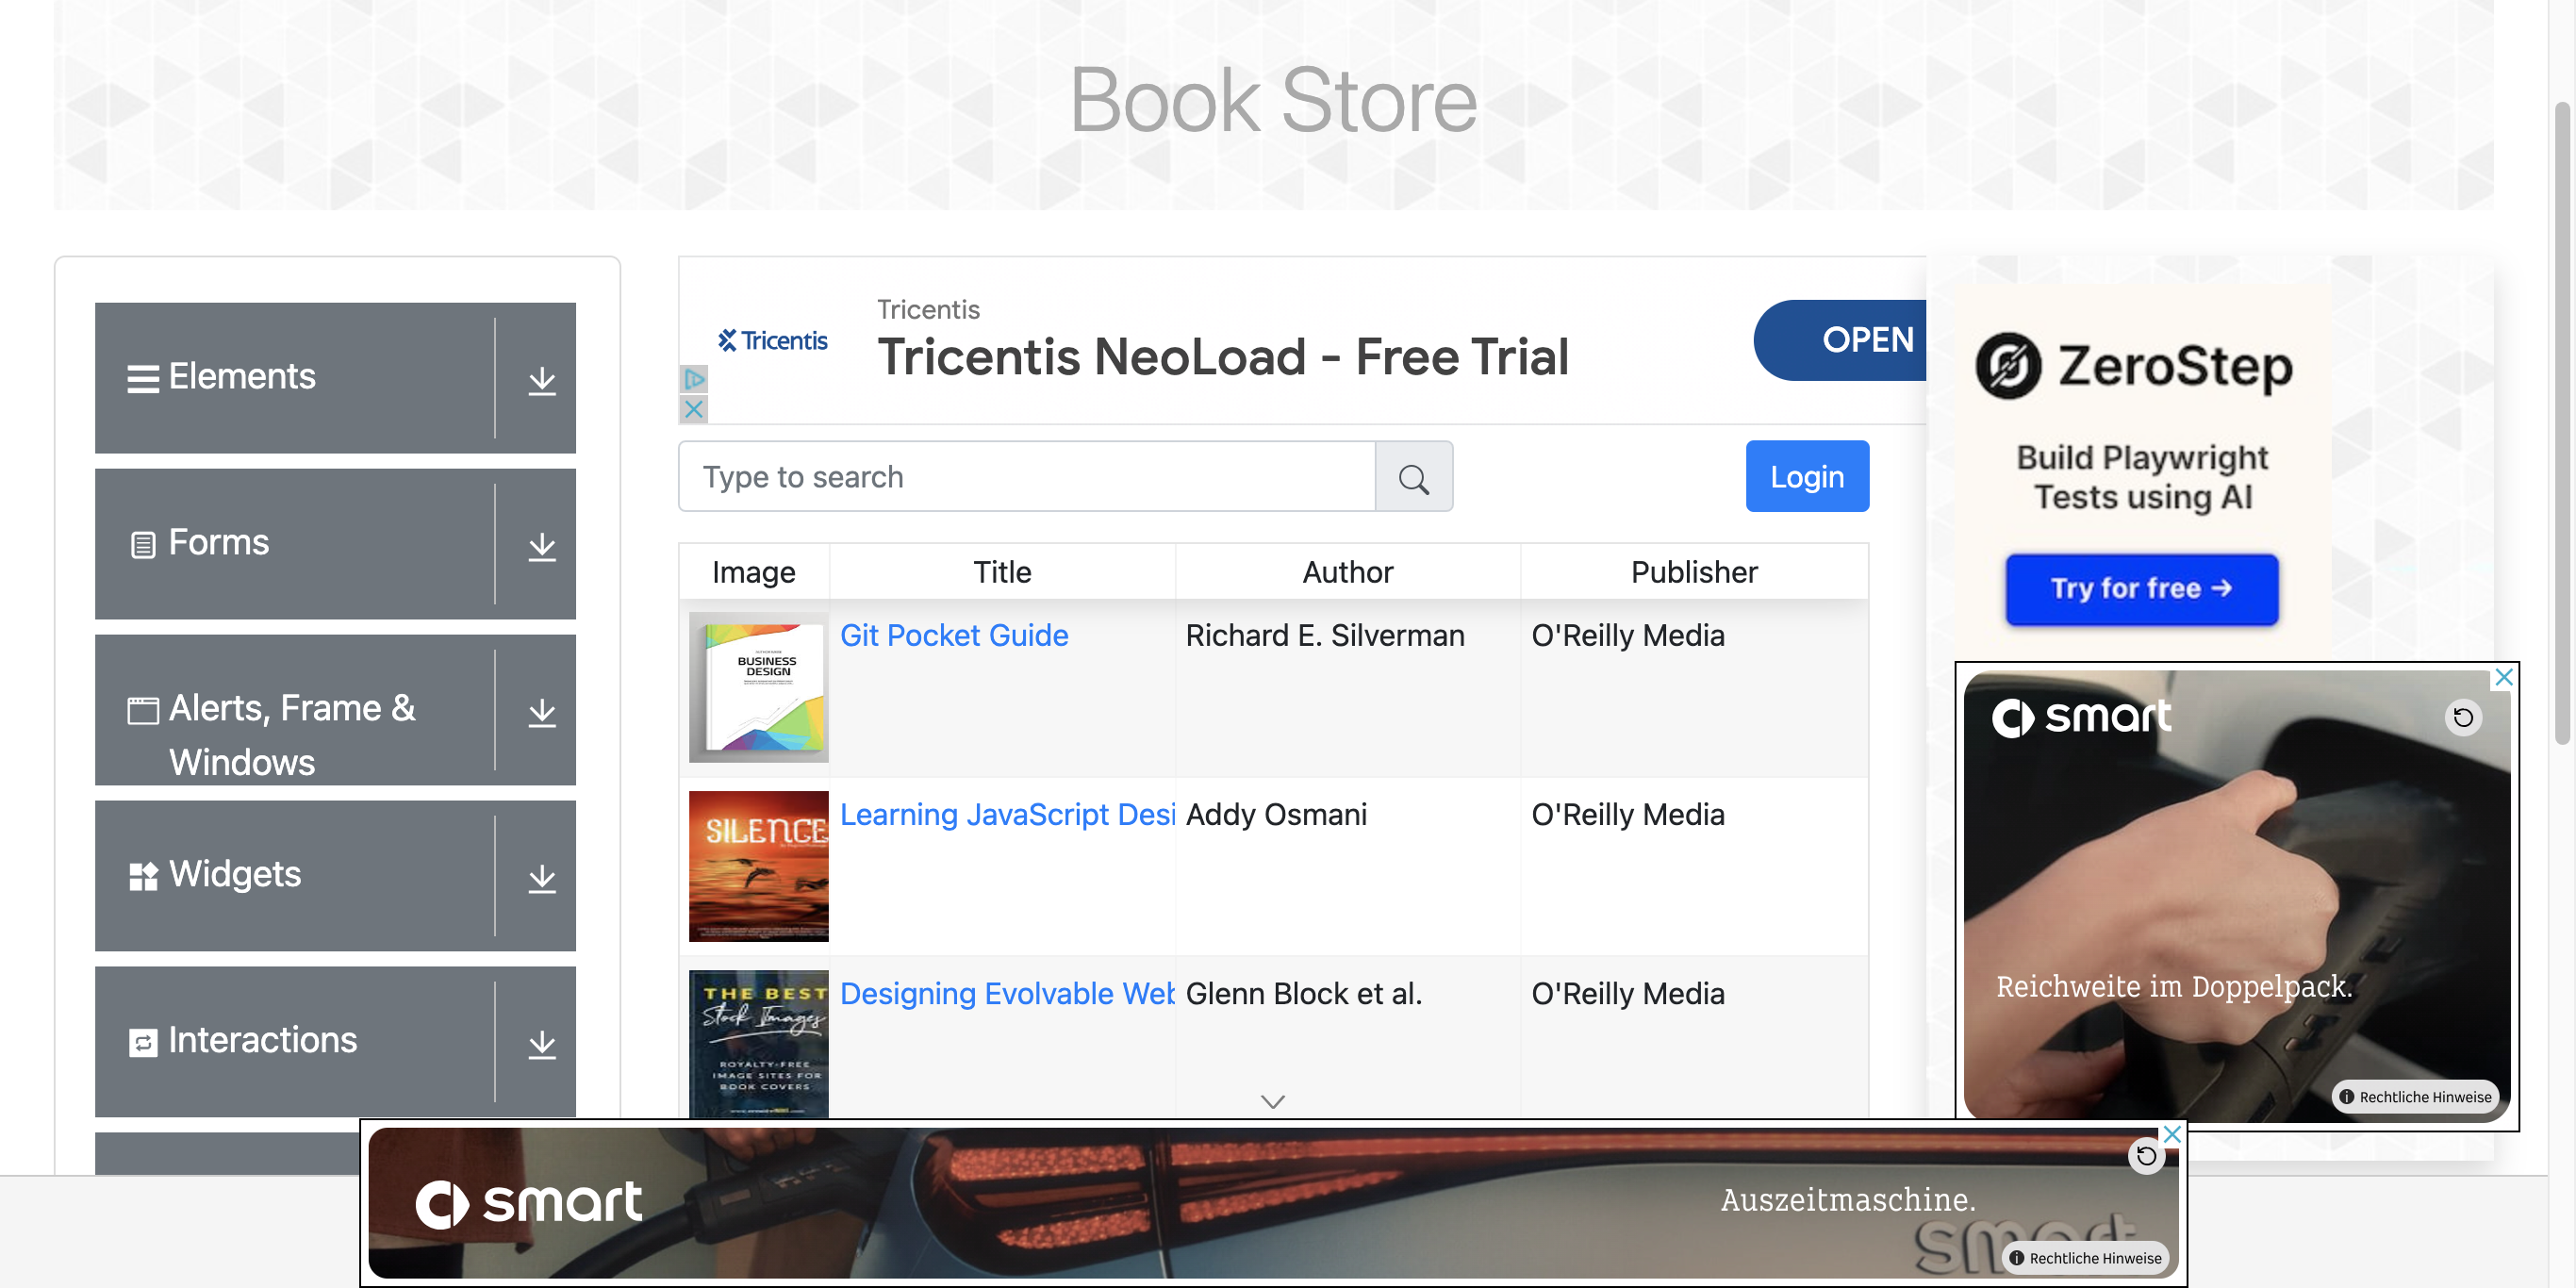 Book Store
Elements
Forms
Alerts, Frame &
Windows
Widgets
Interactions
Tricentis
Tricentis
Tricentis NeoLoad - Free Trial
OPEN
Type to search
Login
Image Title Author Publisher
BUSINESS
DESIGN
Git Pocket Guide Richard E. Silverman O'Reilly Media
SILENCE
Learning JavaScript Desi Addy Osmani O'Reilly Media
THE BEST
Stock Images
ROYALTY-FREE
IMAGE SITES FOR
BOOK COVERS
Designing Evolvable Web Glenn Block et al. O'Reilly Media
ZeroStep
Build Playwright
Tests using AI
Try for free →
smart
Reichweite im Doppelpack.
Rechtliche Hinweise
smart
Auszeitmaschine.
smart
Rechtliche Hinweise